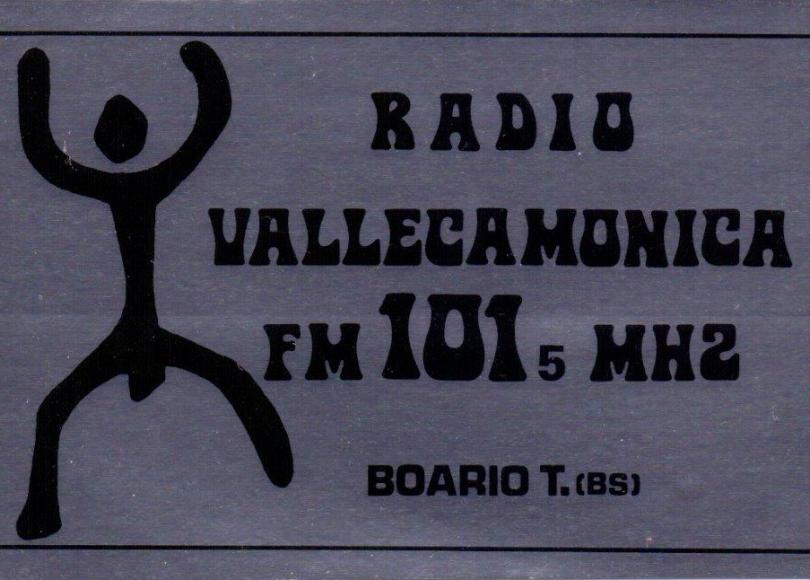 RADIO
VALLECAMONICA
FM 101 5 MHZ
BOARIO T. (BS)